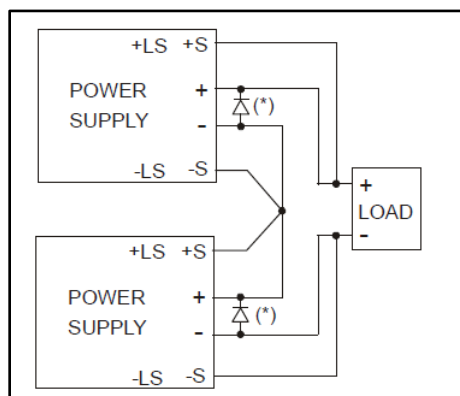 +LS +S
POWER
SUPPLY
+
-
(*)
-LS -S
+
LOAD
-
+LS +S
POWER
SUPPLY
+
-
(*)
-LS -S